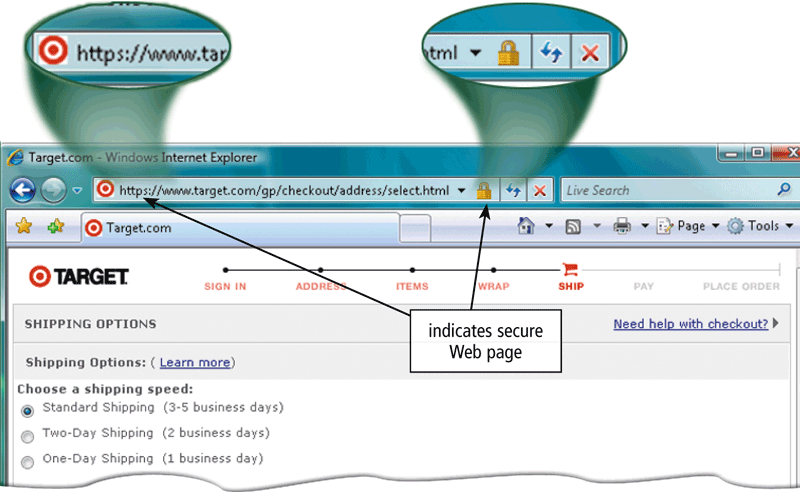 https://www.tar
html
Target.com - Windows Internet Explorer
https://www.target.com/gp/checkout/address/select.html
Live Search
Target.com
Page
Tools
TARGET
SIGN IN ADDRESS ITEMS WRAP SHIP PAY PLACE ORDER
SHIPPING OPTIONS
Need help with checkout?
indicates secure
Web page
Shipping Options: ( Learn more)
Choose a shipping speed:
Standard Shipping (3-5 business days)
Two-Day Shipping (2 business days)
One-Day Shipping (1 business day)